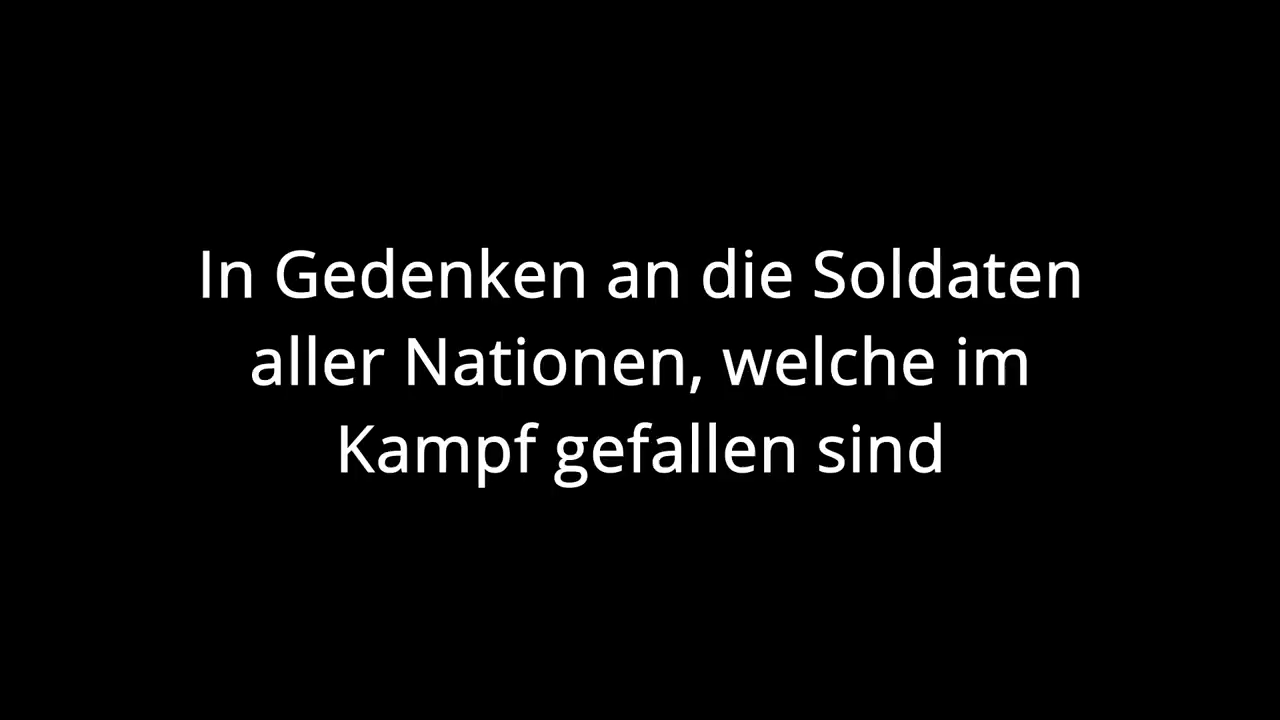 In Gedenken an die Soldaten
aller Nationen, welche im
Kampf gefallen sind